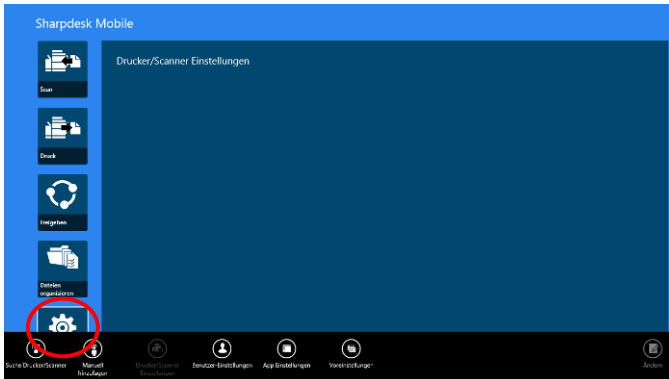 Sharpdesk Mobile
Drucker/Scanner Einstellungen
Scan
Druck
Freigeben
Dateien
organisieren
Suche Drucker/Scanner
Manuell
hinzufügen
Drucker/Scanner
Einstellungen
Benutzer-Einstellungen
App Einstellungen
Voreinstellungen
Ändern